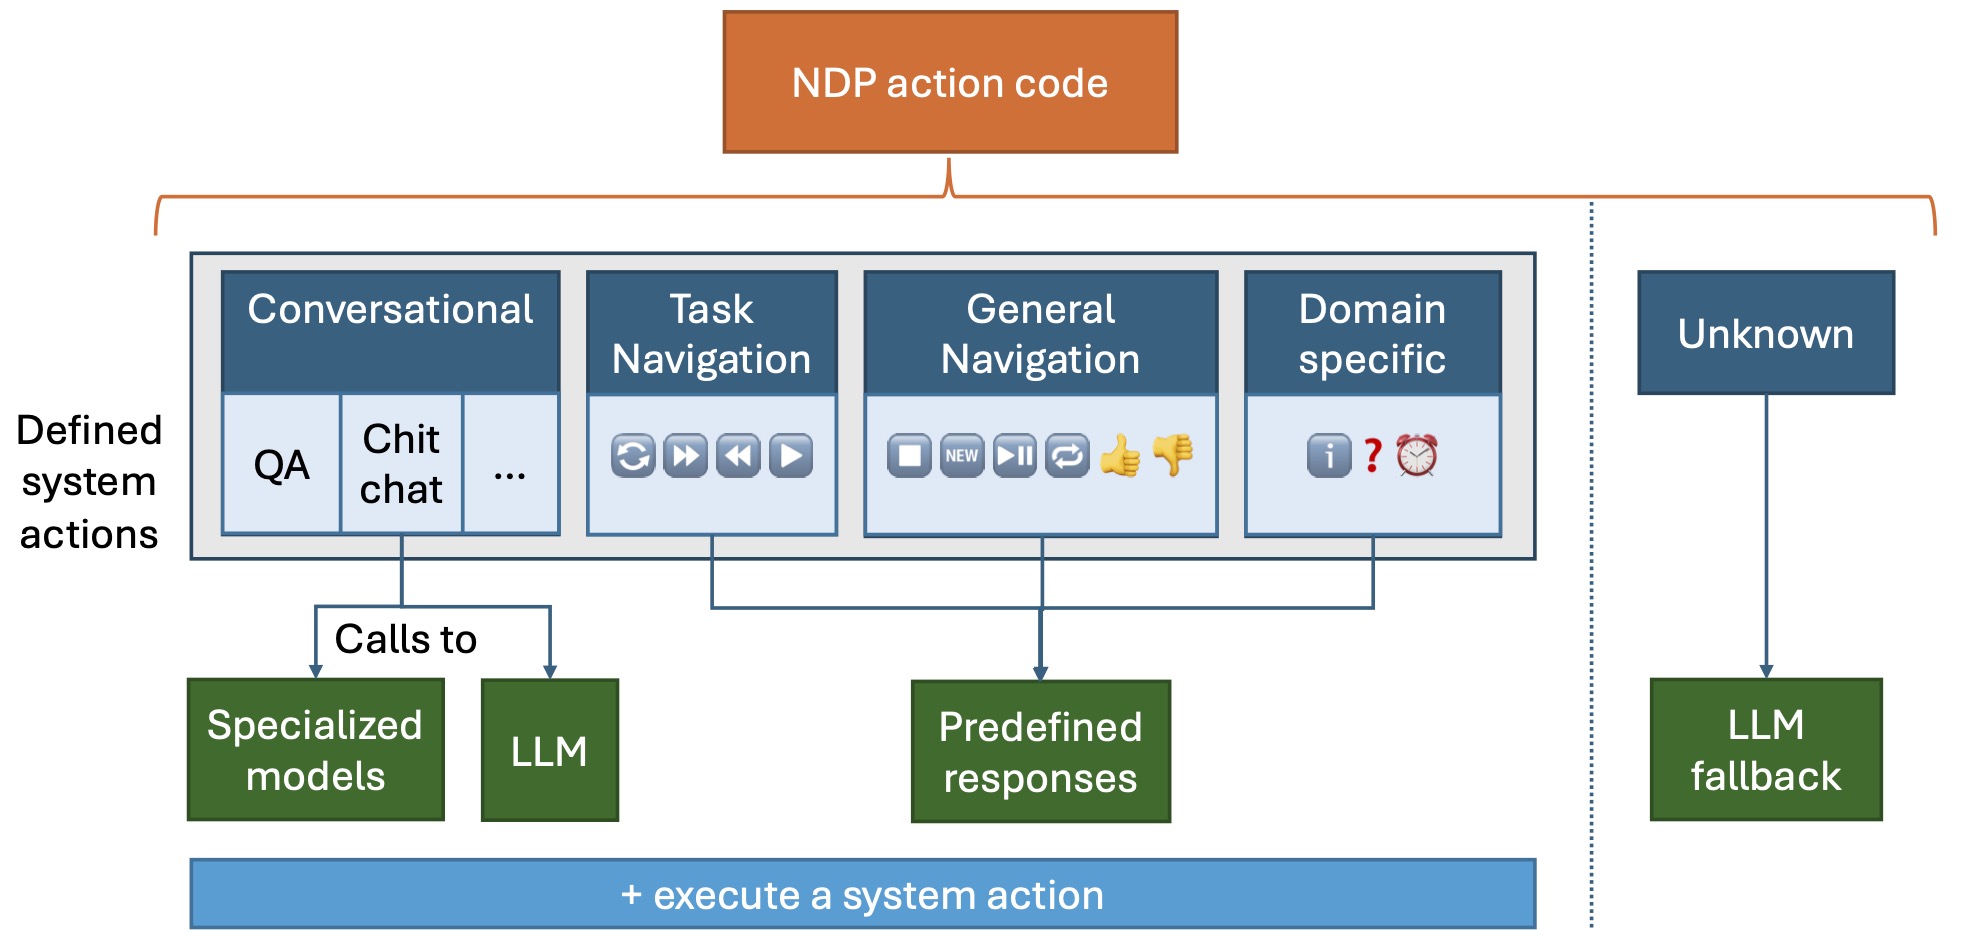 NDP action code
Conversational
Task
Navigation
General
Navigation
Domain
specific
Unknown
Defined
system
actions
QA
Chit
chat
...
NEW
i
?
Calls to
Specialized
models
LLM
Predefined
responses
LLM
fallback
+ execute a system action